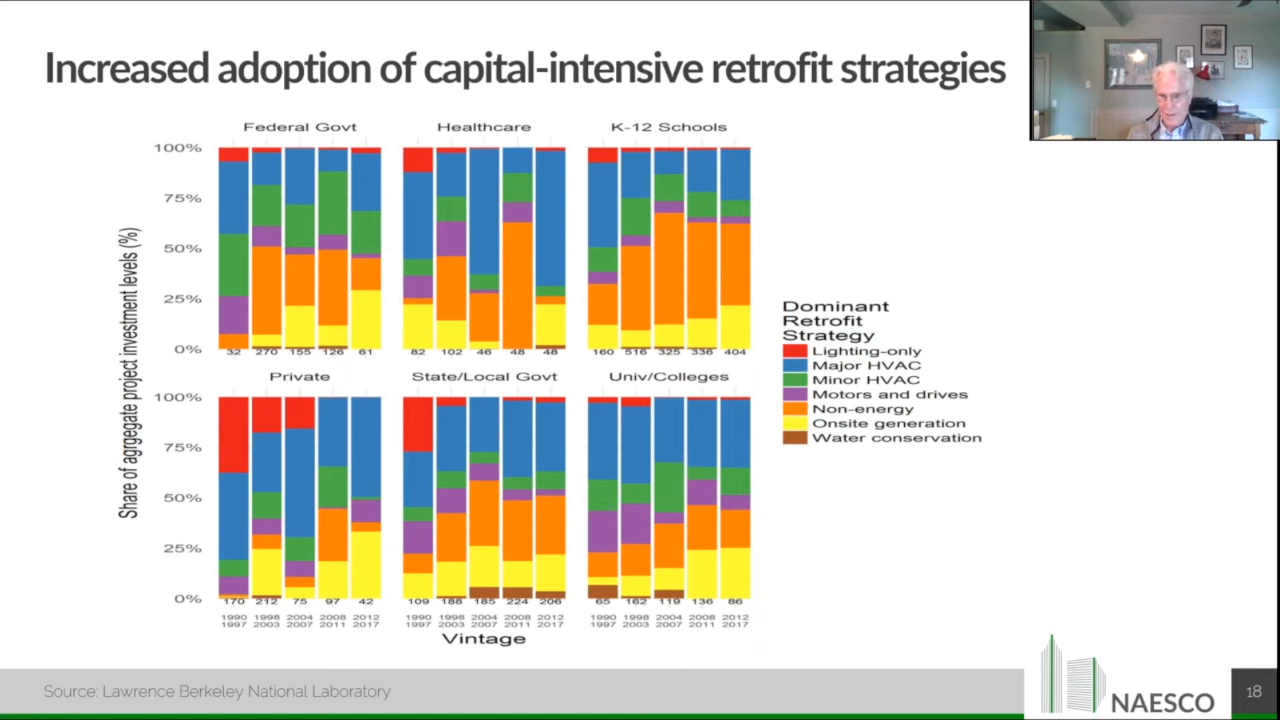 Increased adoption of capital-intensive retrofit strategies
Federal Govt
Healthcare
K-12 Schools
Share of agrgegate project investment levels (%)
100%
75%
50%
25%
0%
32 270 155 126 61
82 102 46 48 48
160 516 325 336 404
Private
State/Local Govt
Univ/Colleges
100%
75%
50%
25%
0%
170 212 75 97 42
109 188 185 224 206
65 162 119 136 86
1990 1998 2004 2008 2012
1997 2003 2007 2011 2017
1990 1998 2004 2008 2012
1997 2003 2007 2011 2017
1990 1998 2004 2008 2012
1997 2003 2007 2011 2017
Vintage
Dominant
Retrofit
Strategy
Lighting-only
Major HVAC
Minor HVAC
Motors and drives
Non-energy
Onsite generation
Water conservation
Source: Lawrence Berkeley National Laboratory
NAESCO
18